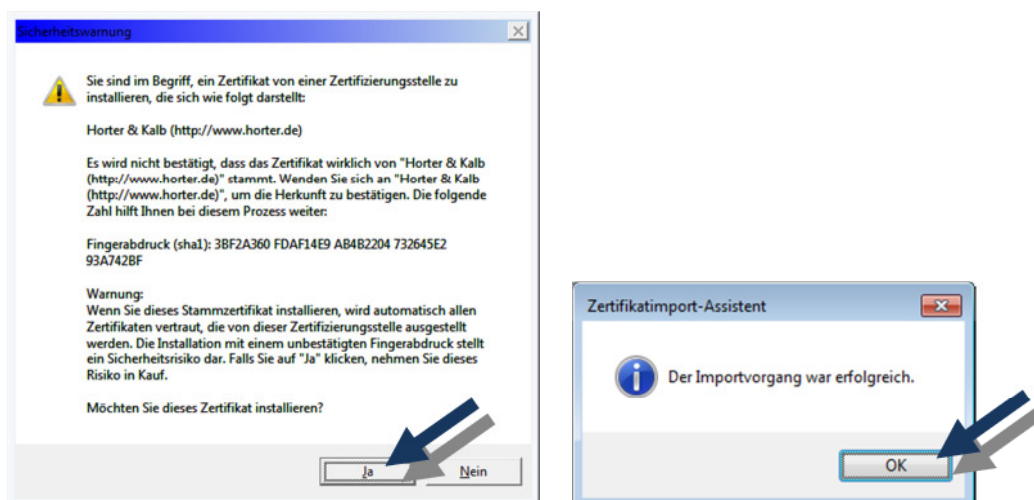 Sicherheitswarnung
Sie sind im Begriff, ein Zertifikat von einer Zertifizierungsstelle zu
installieren, die sich wie folgt darstellt:
Horter & Kalb (http://www.horter.de)
Es wird nicht bestätigt, dass das Zertifikat wirklich von "Horter & Kalb
(http://www.horter.de)" stammt. Wenden Sie sich an "Horter & Kalb
(http://www.horter.de)", um die Herkunft zu bestätigen. Die folgende
Zahl hilft Ihnen bei diesem Prozess weiter:
Fingerabdruck (sha1): 3BF2A360 FDAF14E9 AB4B2204 732645E2
93A742BF
Warnung:
Wenn Sie dieses Stammzertifikat installieren, wird automatisch allen
Zertifikaten vertraut, die von dieser Zertifizierungsstelle ausgestellt
werden. Die Installation mit einem unbestätigten Fingerabdruck stellt
ein Sicherheitsrisiko dar. Falls Sie auf "Ja" klicken, nehmen Sie dieses
Risiko in Kauf.
Möchten Sie dieses Zertifikat installieren?
Ja
Nein
Zertifikatimport-Assistent
Der Importvorgang war erfolgreich.
OK